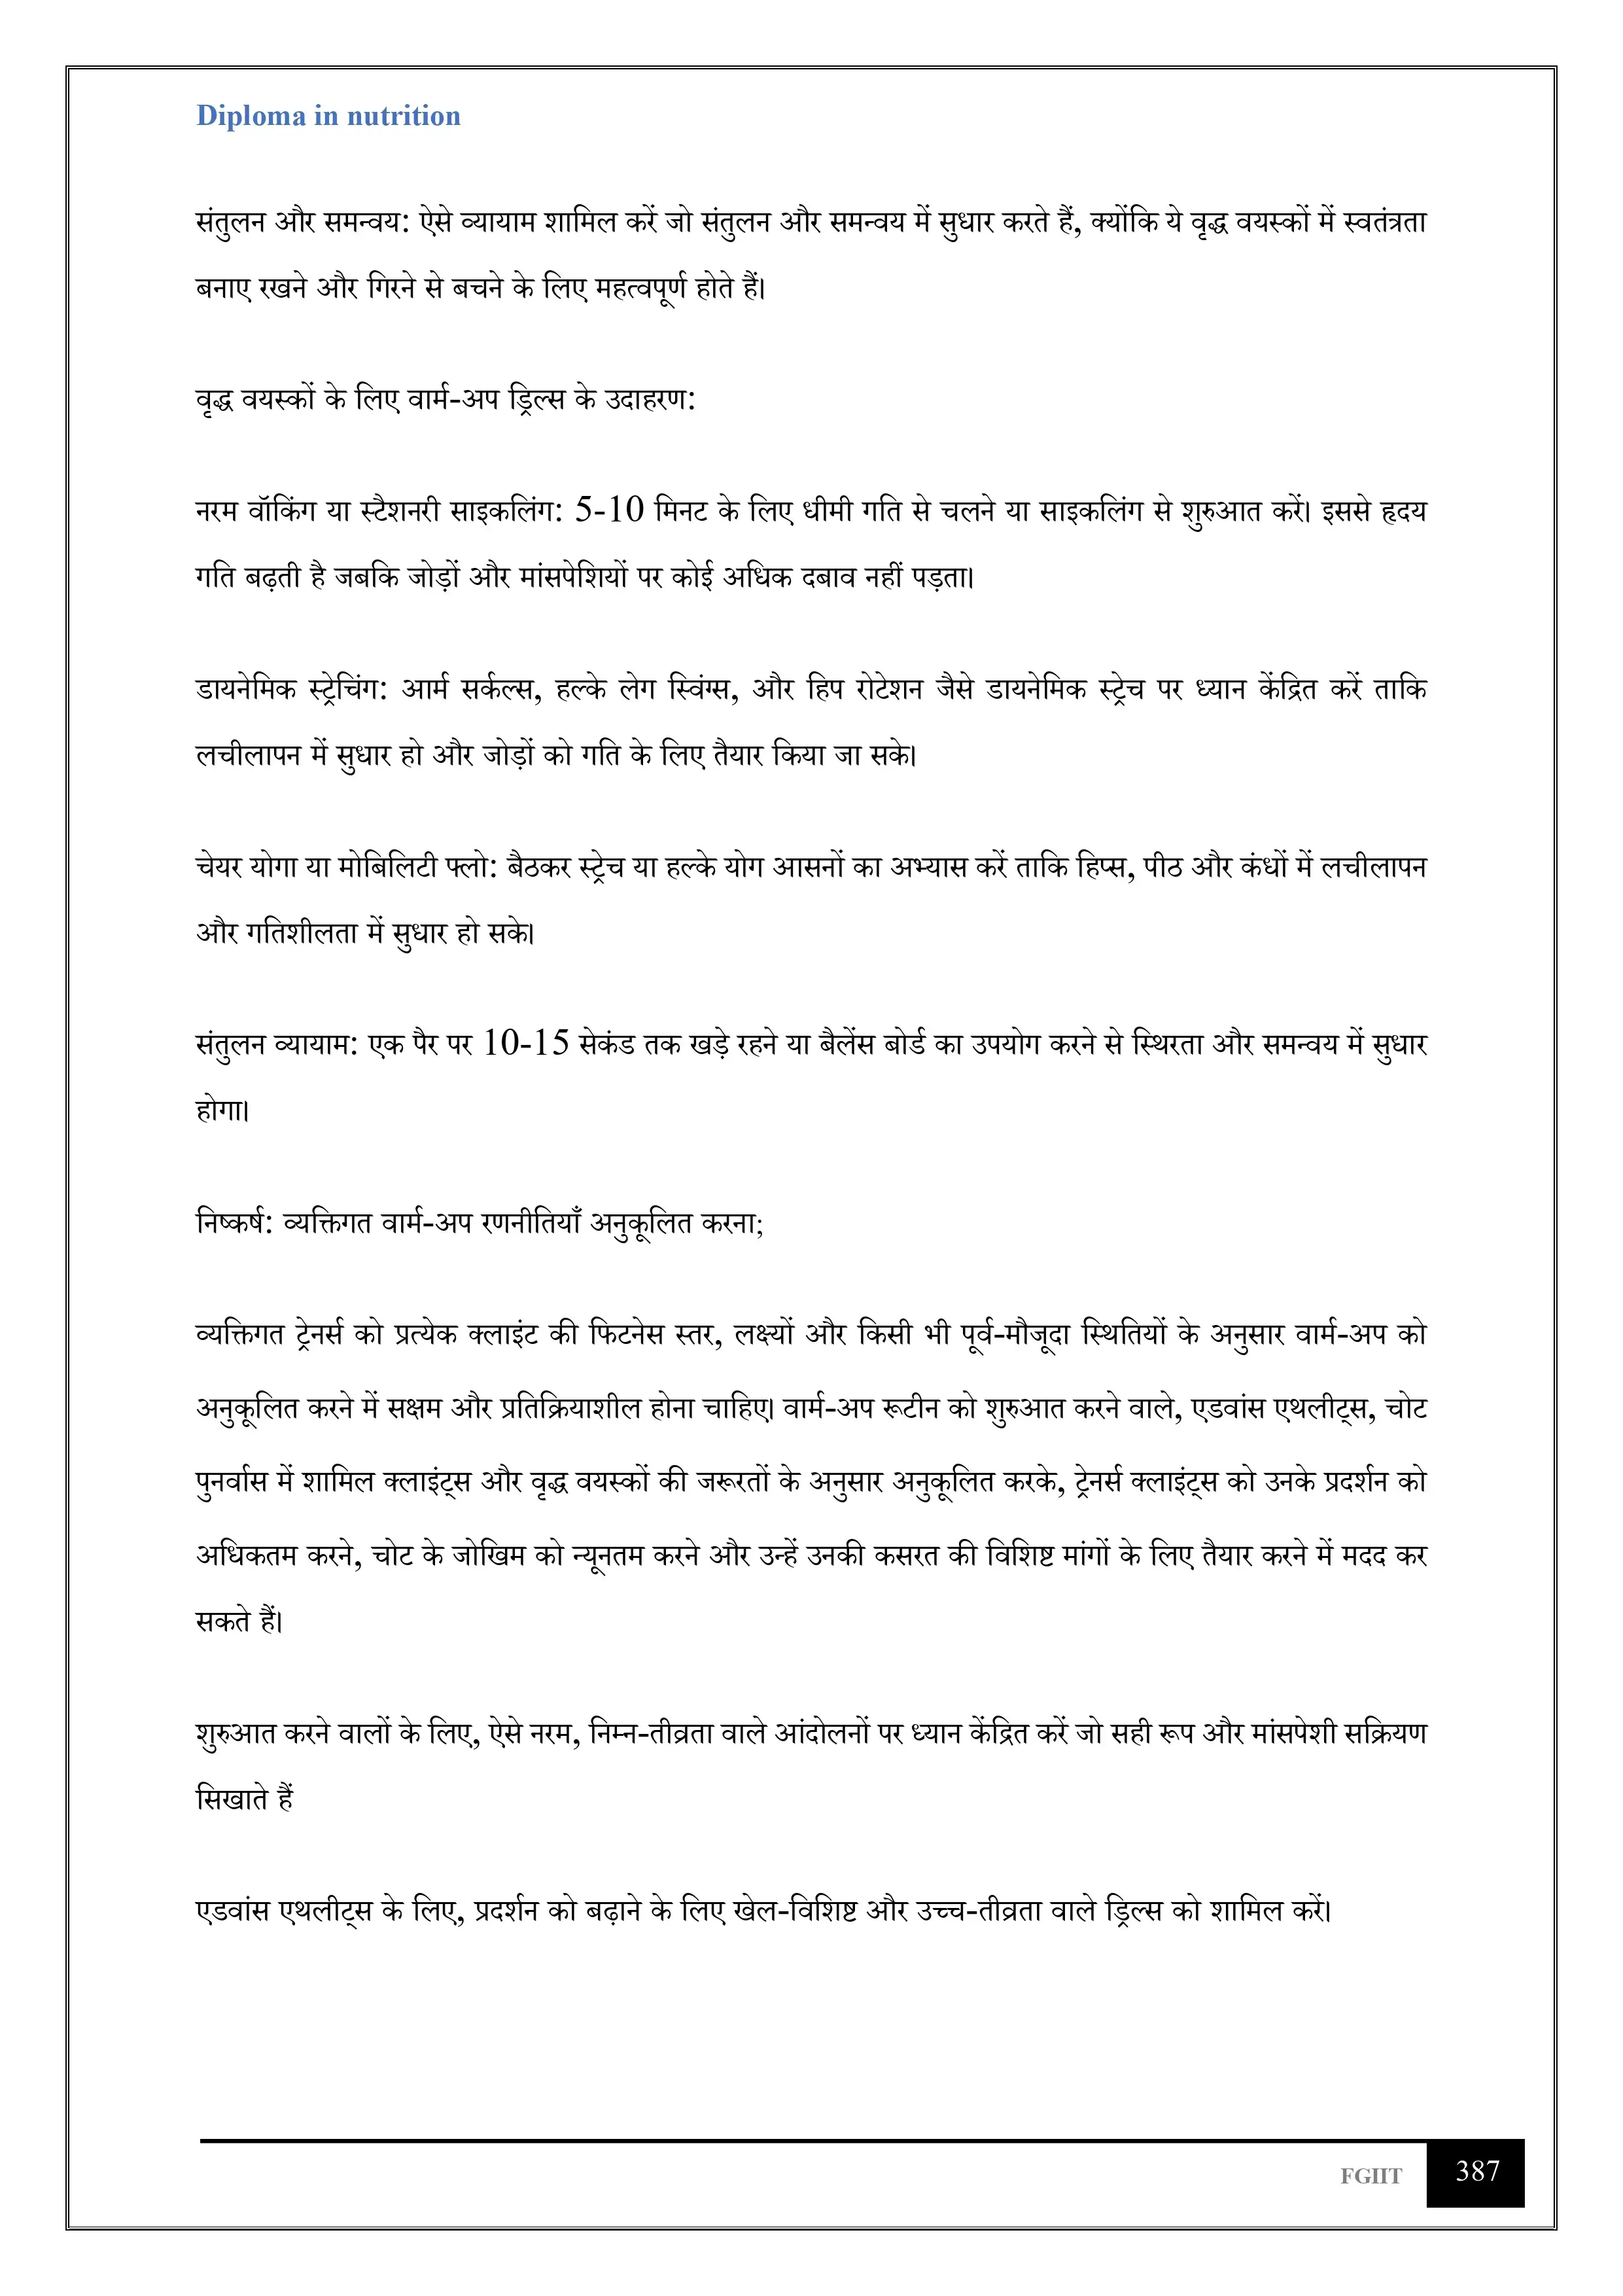 Diploma in nutrition
संतुलन और समन्वय: ऐसे व्यायाम शामिल करें जो संतुलन और समन्वय में सुधार करते हैं, क्योंकि ये वृद्ध वयस्कों में स्वतंत्रता
बनाए रखने और गिरने से बचने के लिए महत्वपूर्ण होते हैं।
वृद्ध वयस्कों के लिए वार्म-अप ड्रिल्स के उदाहरण:
नरम वॉकिंग या स्टैशनरी साइकलिंग: 5-10 मिनट के लिए धीमी गति से चलने या साइकलिंग से शुरुआत करें। इससे हृदय
गति बढ़ती है जबकि जोड़ों और मांसपेशियों पर कोई अधिक दबाव नहीं पड़ता।
डायनेमिक स्ट्रेचिंग: आर्म सर्कल्स, हल्के लेग स्विंग्स, और हिप रोटेशन जैसे डायनेमिक स्ट्रेच पर ध्यान केंद्रित करें ताकि
लचीलापन में सुधार हो और जोड़ों को गति के लिए तैयार किया जा सके।
चेयर योगा या मोबिलिटी फ्लो: बैठकर स्ट्रेच या हल्के योग आसनों का अभ्यास करें ताकि हिप्स, पीठ और कंधों में लचीलापन
और गतिशीलता में सुधार हो सके।
संतुलन व्यायाम: एक पैर पर 10-15 सेकंड तक खड़े रहने या बैलेंस बोर्ड का उपयोग करने से स्थिरता और समन्वय में सुधार
होगा।
निष्कर्ष: व्यक्तिगत वार्म-अप रणनीतियाँ अनुकूलित करना;
व्यक्तिगत ट्रेनर्स को प्रत्येक क्लाइंट की फिटनेस स्तर, लक्ष्यों और किसी भी पूर्व-मौजूदा स्थितियों के अनुसार वार्म-अप को
अनुकूलित करने में सक्षम और प्रतिक्रियाशील होना चाहिए। वार्म-अप रूटीन को शुरुआत करने वाले, एडवांस एथलीट्स, चोट
पुनर्वास में शामिल क्लाइंट्स और वृद्ध वयस्कों की जरूरतों के अनुसार अनुकूलित करके, ट्रेनर्स क्लाइंट्स को उनके प्रदर्शन को
अधिकतम करने, चोट के जोखिम को न्यूनतम करने और उन्हें उनकी कसरत की विशिष्ट मांगों के लिए तैयार करने में मदद कर
सकते हैं।
शुरुआत करने वालों के लिए, ऐसे नरम, निम्न-तीव्रता वाले आंदोलनों पर ध्यान केंद्रित करें जो सही रूप और मांसपेशी सक्रियण
सिखाते हैं
एडवांस एथलीट्स के लिए, प्रदर्शन को बढ़ाने के लिए खेल-विशिष्ट और उच्च-तीव्रता वाले ड्रिल्स को शामिल करें।
FGIIT 387